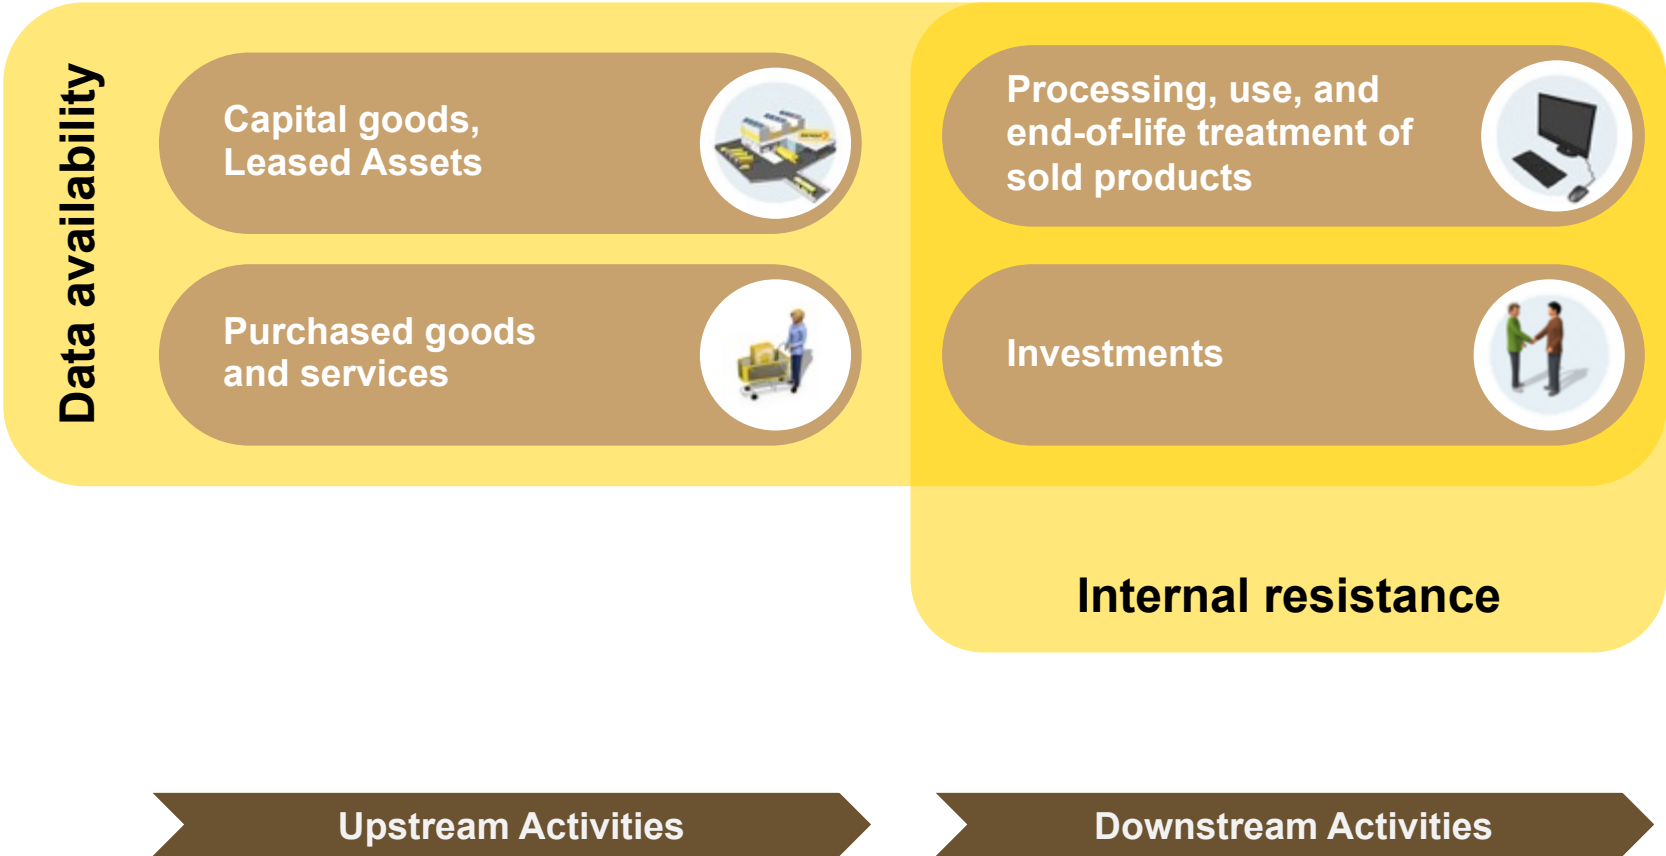 Data availability
Capital goods,
Leased Assets
Purchased goods
and services
Processing, use, and
end-of-life treatment of
sold products
Investments
Internal resistance
Upstream Activities
Downstream Activities